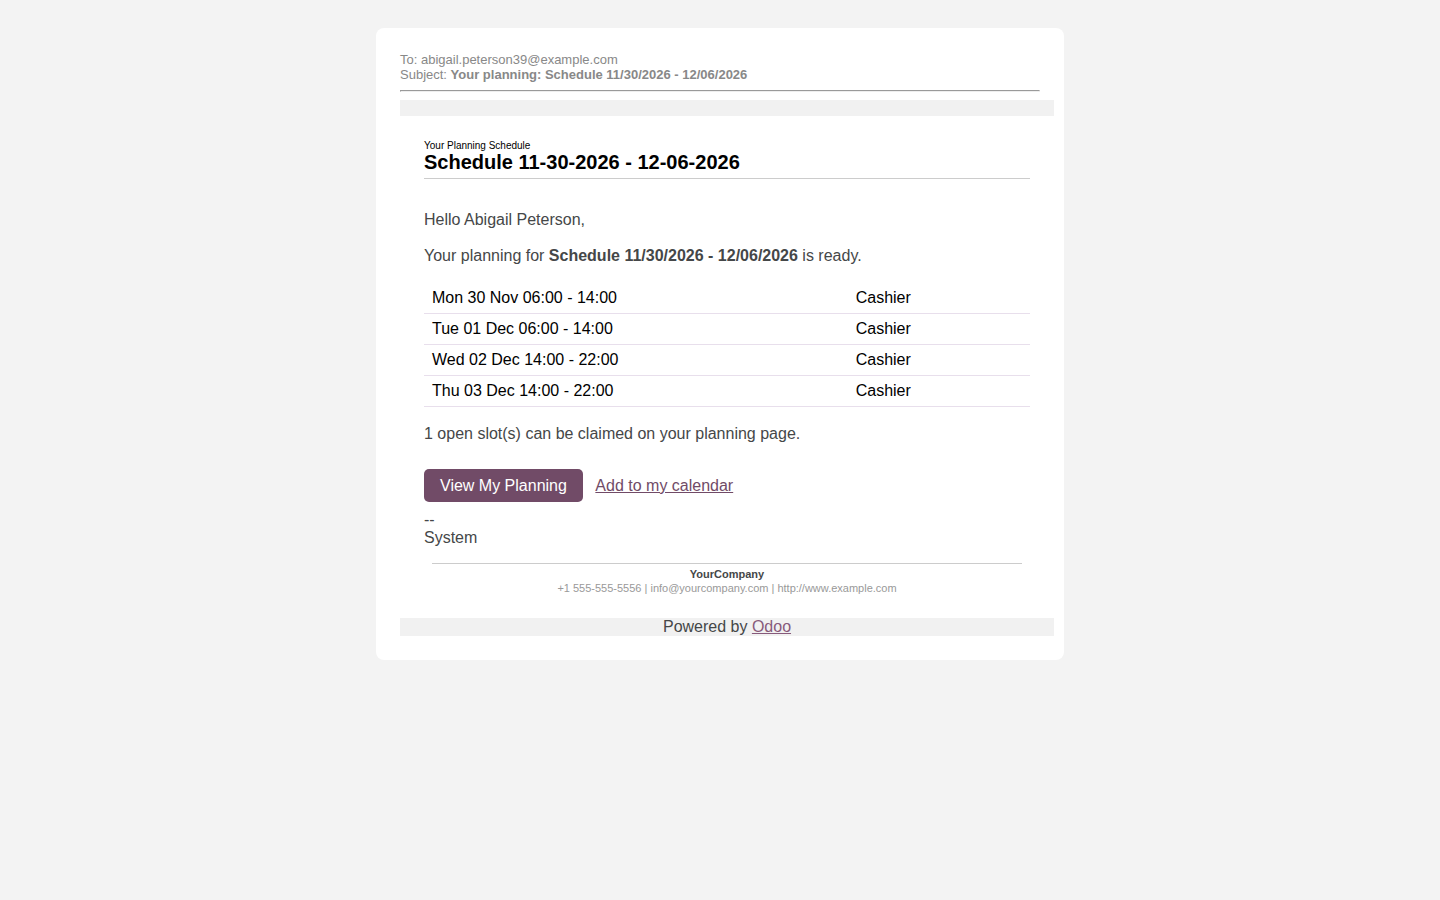 To: abigail.peterson39@example.com
Subject: Your planning: Schedule 11/30/2026 - 12/06/2026
Your Planning Schedule
Schedule 11-30-2026 - 12-06-2026
Hello Abigail Peterson,
Your planning for Schedule 11/30/2026 - 12/06/2026 is ready.
Mon 30 Nov 06:00 - 14:00 Cashier
Tue 01 Dec 06:00 - 14:00 Cashier
Wed 02 Dec 14:00 - 22:00 Cashier
Thu 03 Dec 14:00 - 22:00 Cashier
1 open slot(s) can be claimed on your planning page.
View My Planning Add to my calendar
--
System
YourCompany
+1 555-555-5556 | info@yourcompany.com | http://www.example.com
Powered by Odoo